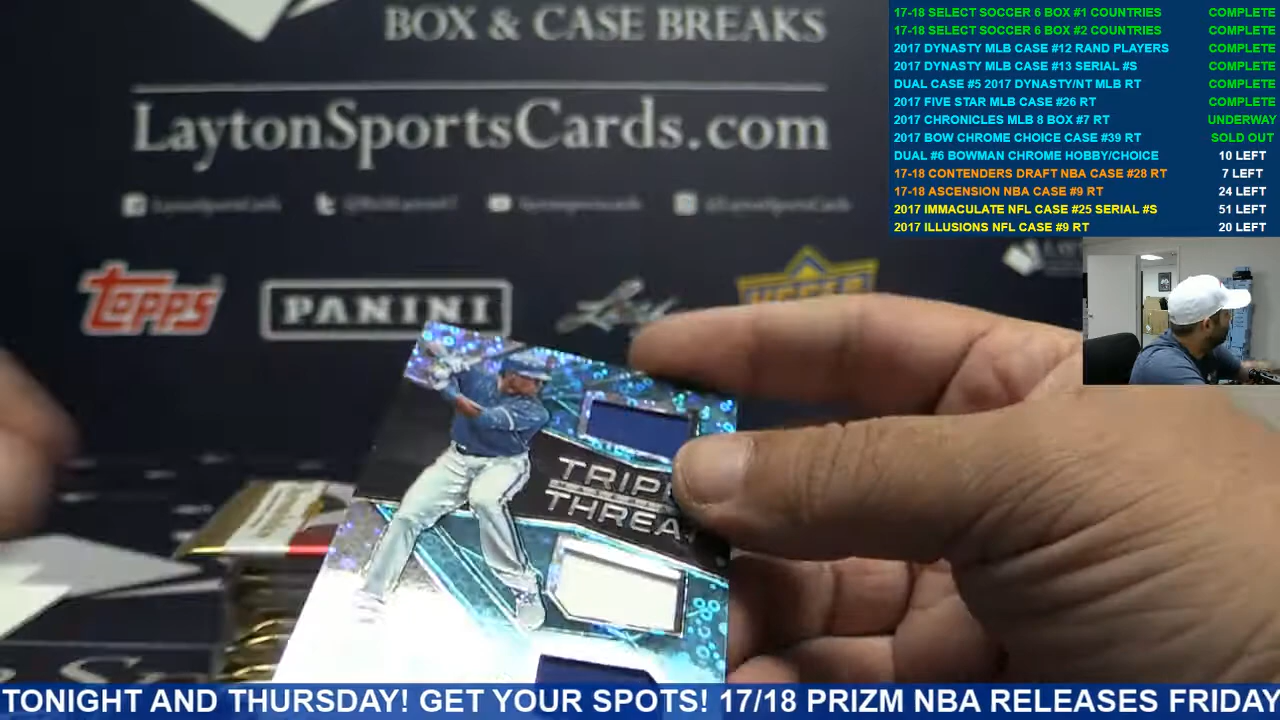 BOX & CASE BREAKS
LaytonSportsCards.com
topps
PANINI
Leaf
TRIP
THREA
17-18 SELECT SOCCER 6 BOX #1 COUNTRIES COMPLETE
17-18 SELECT SOCCER 6 BOX #2 COUNTRIES COMPLETE
2017 DYNASTY MLB CASE #12 RAND PLAYERS COMPLETE
2017 DYNASTY MLB CASE #13 SERIAL #S COMPLETE
DUAL CASE #5 2017 DYNASTY/NT MLB RT COMPLETE
2017 FIVE STAR MLB CASE #26 RT COMPLETE
2017 CHRONICLES MLB 8 BOX #7 RT UNDERWAY
2017 BOW CHROME CHOICE CASE #39 RT SOLD OUT
DUAL #6 BOWMAN CHROME HOBBY/CHOICE 10 LEFT
17-18 CONTENDERS DRAFT NBA CASE #28 RT 7 LEFT
17-18 ASCENSION NBA CASE #9 RT 24 LEFT
2017 IMMACULATE NFL CASE #25 SERIAL #S 51 LEFT
2017 ILLUSIONS NFL CASE #9 RT 20 LEFT
TONIGHT AND THURSDAY! GET YOUR SPOTS! 17/18 PRIZM NBA RELEASES FRIDAY